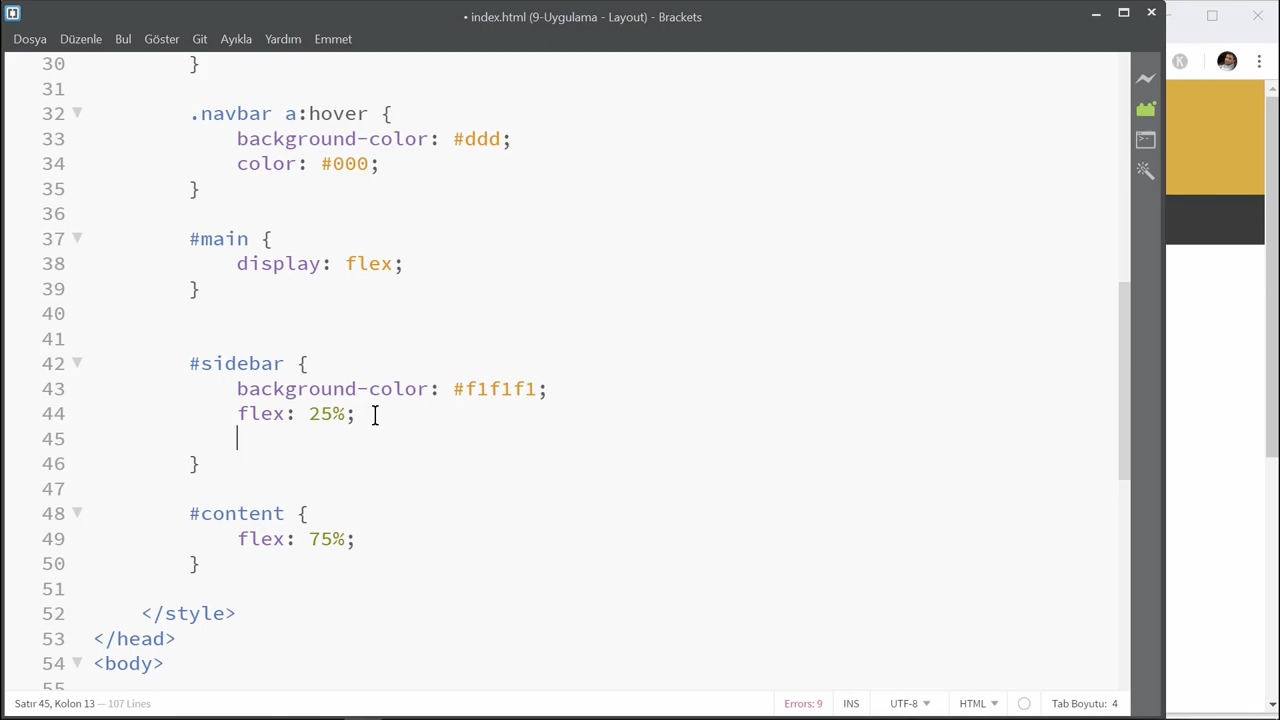 • index.html (9-Uygulama - Layout) - Brackets
Dosya Düzenle Bul Göster Git Ayıkla Yardım Emmet
30 }
31
32 .navbar a:hover {
33 background-color: #ddd;
34 color: #000;
35 }
36
37 #main {
38 display: flex;
39 }
40
41
42 #sidebar {
43 background-color: #f1f1f1;
44 flex: 25%;
45
46 }
47
48 #content {
49 flex: 75%;
50 }
51
52 </style>
53 </head>
54 <body>
55
Satır 45, Kolon 13 — 107 Lines Errors: 9 INS UTF-8 HTML Tab Boyutu: 4
K